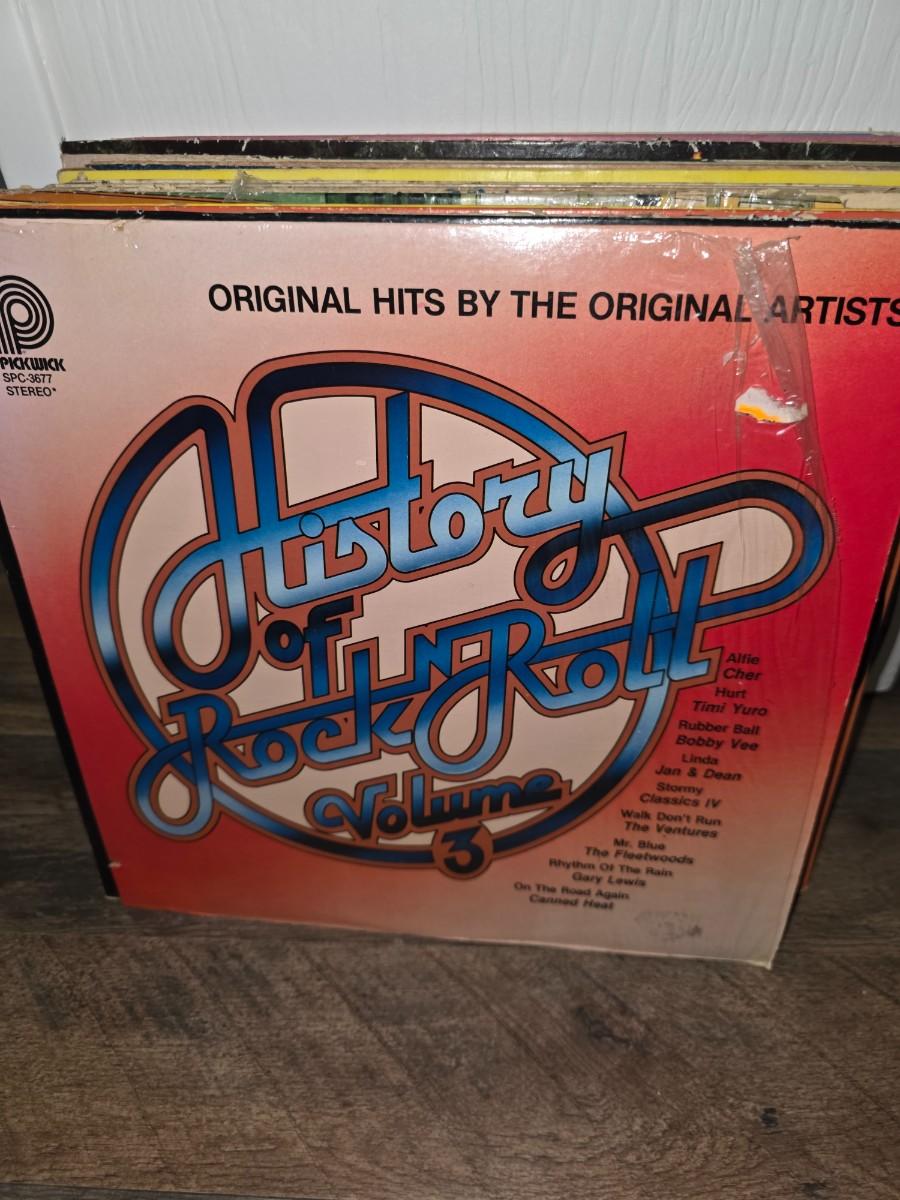 ORIGINAL HITS BY THE ORIGINAL ARTISTS
PICKWICK
SPC-3677
STEREO*
History
of
Rock N Roll
Volume
3
Alfie
Cher
Hurt
Timi Yuro
Rubber Ball
Bobby Vee
Linda
Jan & Dean
Stormy
Classics IV
Walk Don't Run
The Ventures
Mr. Blue
The Fleetwoods
Rhythm Of The Rain
Gary Lewis
On The Road Again
Canned Heat